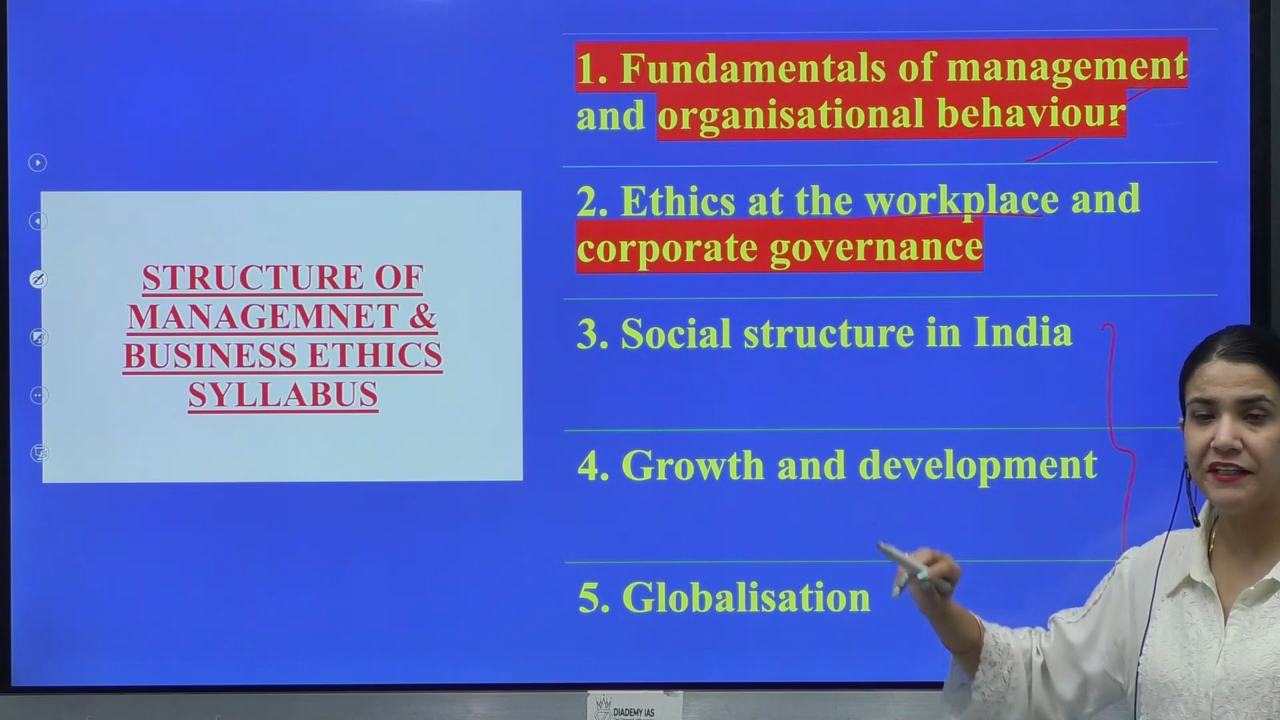 STRUCTURE OF
MANAGEMNET &
BUSINESS ETHICS
SYLLABUS
1. Fundamentals of management
and organisational behaviour
2. Ethics at the workplace and
corporate governance
3. Social structure in India
4. Growth and development
5. Globalisation
DIADEMY IAS